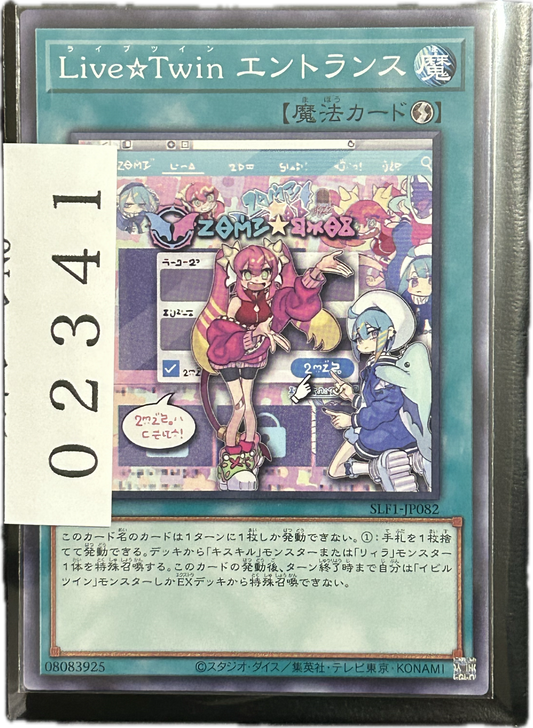 ライブツイン
Live☆Twin エントランス
魔
【魔法カード】
02341
SLF1-JP082
このカード名のカードは1ターンに1枚しか発動できない。①:手札を1枚捨
てて発動できる。デッキから「キスキル」モンスターまたは「リィラ」モンスター
1体を特殊召喚する。このカードの発動後、ターン終了時まで自分は「イビル
ツイン」モンスターしかEXデッキから特殊召喚できない。
08083925
©スタジオ・ダイス/集英社・テレビ東京・KONAMI